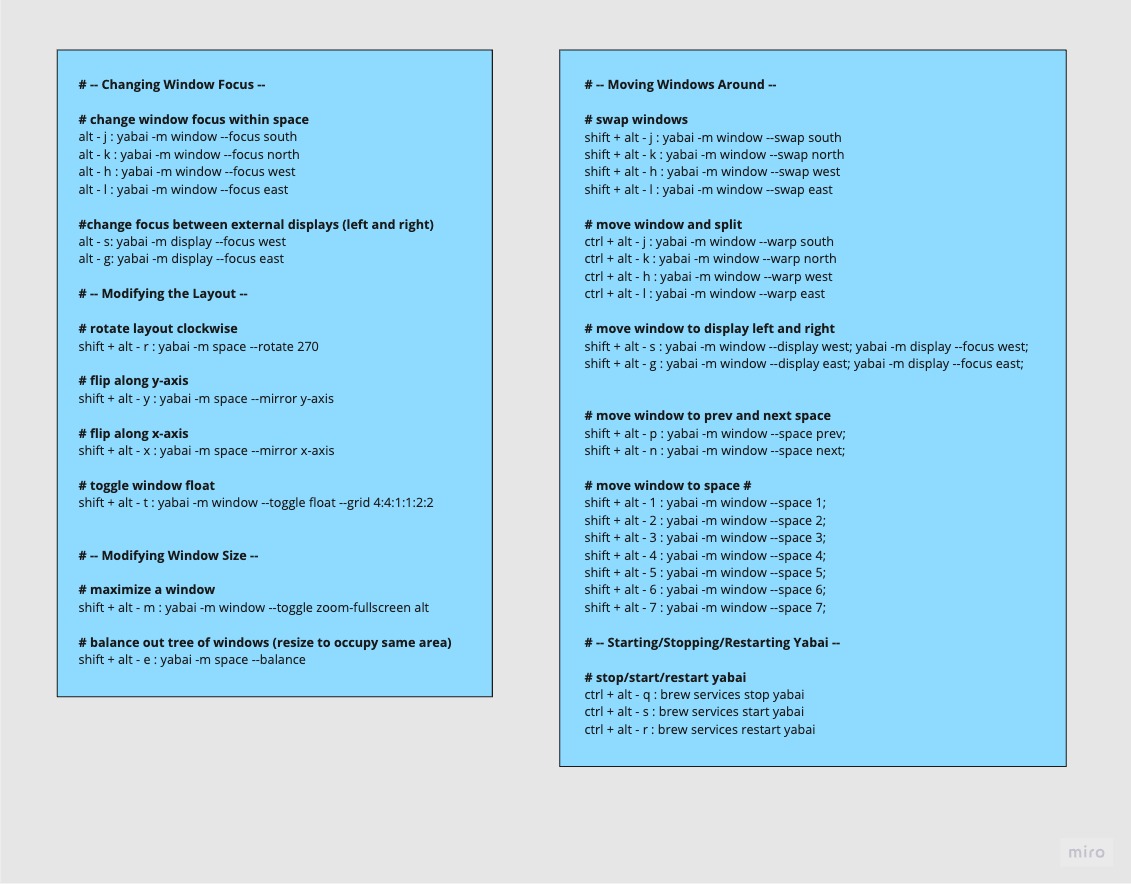 # -- Changing Window Focus --
# change window focus within space
alt - j : yabai -m window --focus south
alt - k : yabai -m window --focus north
alt - h : yabai -m window --focus west
alt - l : yabai -m window --focus east
#change focus between external displays (left and right)
alt - s: yabai -m display --focus west
alt - g: yabai -m display --focus east
# -- Modifying the Layout --
# rotate layout clockwise
shift + alt - r : yabai -m space --rotate 270
# flip along y-axis
shift + alt - y : yabai -m space --mirror y-axis
# flip along x-axis
shift + alt - x : yabai -m space --mirror x-axis
# toggle window float
shift + alt - t : yabai -m window --toggle float --grid 4:4:1:1:2:2
# -- Modifying Window Size --
# maximize a window
shift + alt - m : yabai -m window --toggle zoom-fullscreen alt
# balance out tree of windows (resize to occupy same area)
shift + alt - e : yabai -m space --balance
# -- Moving Windows Around --
# swap windows
shift + alt - j : yabai -m window --swap south
shift + alt - k : yabai -m window --swap north
shift + alt - h : yabai -m window --swap west
shift + alt - l : yabai -m window --swap east
# move window and split
ctrl + alt - j : yabai -m window --warp south
ctrl + alt - k : yabai -m window --warp north
ctrl + alt - h : yabai -m window --warp west
ctrl + alt - l : yabai -m window --warp east
# move window to display left and right
shift + alt - s : yabai -m window --display west; yabai -m display --focus west;
shift + alt - g : yabai -m window --display east; yabai -m display --focus east;
# move window to prev and next space
shift + alt - p : yabai -m window --space prev;
shift + alt - n : yabai -m window --space next;
# move window to space #
shift + alt - 1 : yabai -m window --space 1;
shift + alt - 2 : yabai -m window --space 2;
shift + alt - 3 : yabai -m window --space 3;
shift + alt - 4 : yabai -m window --space 4;
shift + alt - 5 : yabai -m window --space 5;
shift + alt - 6 : yabai -m window --space 6;
shift + alt - 7 : yabai -m window --space 7;
# -- Starting/Stopping/Restarting Yabai --
# stop/start/restart yabai
ctrl + alt - q : brew services stop yabai
ctrl + alt - s : brew services start yabai
ctrl + alt - r : brew services restart yabai
miro